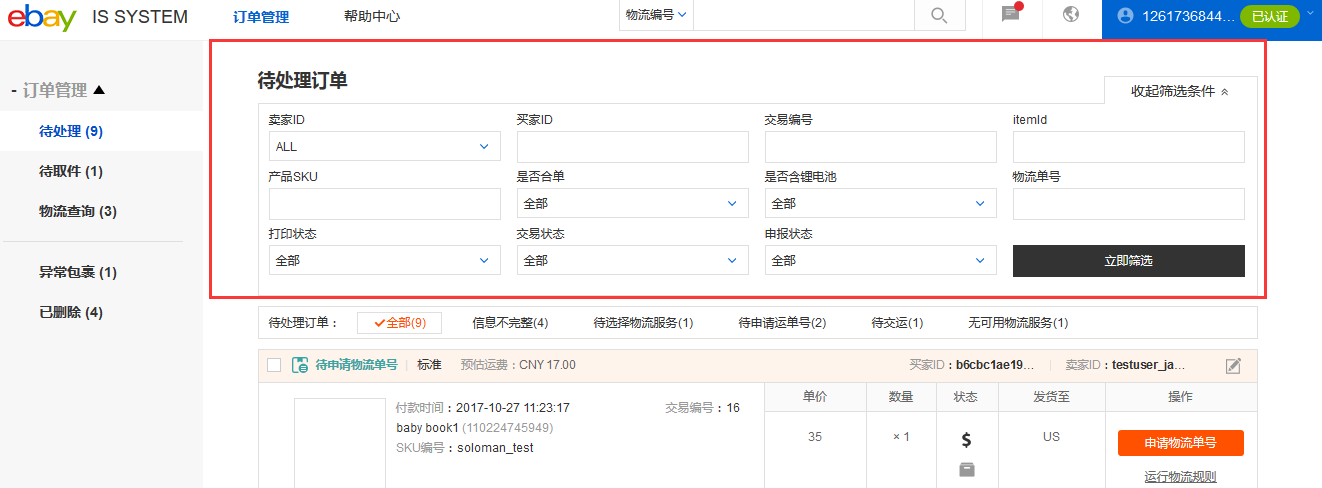 ebay IS SYSTEM 订单管理 帮助中心 物流编号 1261736844... 已认证
- 订单管理
待处理 (9)
待取件 (1)
物流查询 (3)
异常包裹 (1)
已删除 (4)
待处理订单
收起筛选条件
卖家ID 买家ID 交易编号 itemId
ALL
产品SKU 是否合单 是否含锂电池 物流单号
全部 全部
打印状态 交易状态 申报状态
全部 全部 全部 立即筛选
待处理订单： 全部(9) 信息不完整(4) 待选择物流服务(1) 待申请运单号(2) 待交运(1) 无可用物流服务(1)
待申请物流单号 标准 预估运费：CNY 17.00 买家ID：b6cbc1ae19... 卖家ID：testuser_ja...
单价 数量 状态 发货至 操作
付款时间：2017-10-27 11:23:17 交易编号：16
baby book1 (110224745949)
SKU编号：soloman_test
35 × 1 $ US 申请物流单号
运行物流规则